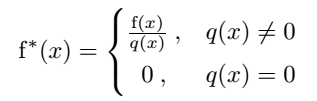 f*(x) = { f(x)/q(x) , q(x) ≠ 0
0 , q(x) = 0